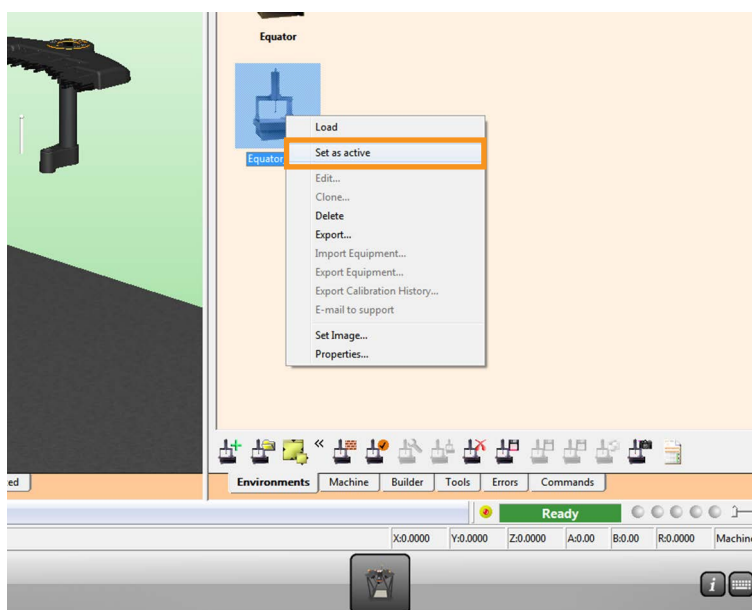 Equator
Equator
Load
Set as active
Edit...
Clone...
Delete
Export...
Import Equipment...
Export Equipment...
Export Calibration History...
E-mail to support
Set Image...
Properties...
ed
Environments Machine Builder Tools Errors Commands
Ready
X:0.0000 Y:0.0000 Z:0.0000 A:0.00 B:0.00 R:0.0000 Machin